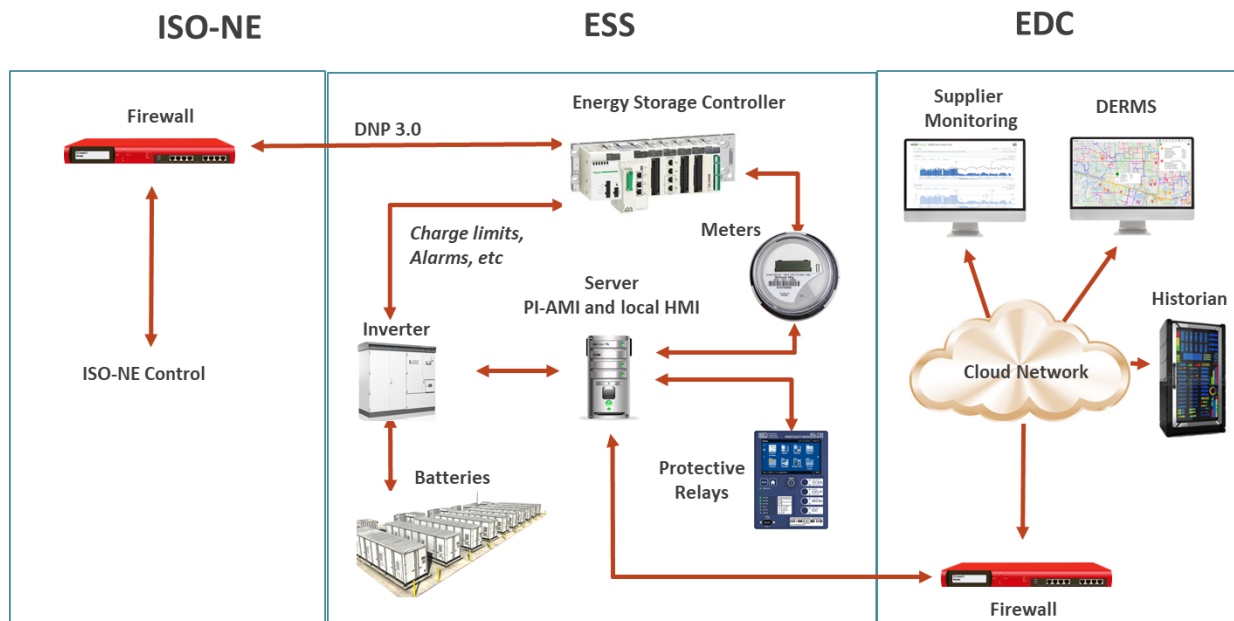 ISO-NE
ESS
EDC
Firewall
DNP 3.0
Energy Storage Controller
Supplier
Monitoring
DERMS
Charge limits,
Alarms, etc
Meters
Server
PI-AMI and local HMI
Inverter
ISO-NE Control
Historian
Cloud Network
Batteries
Protective
Relays
Firewall